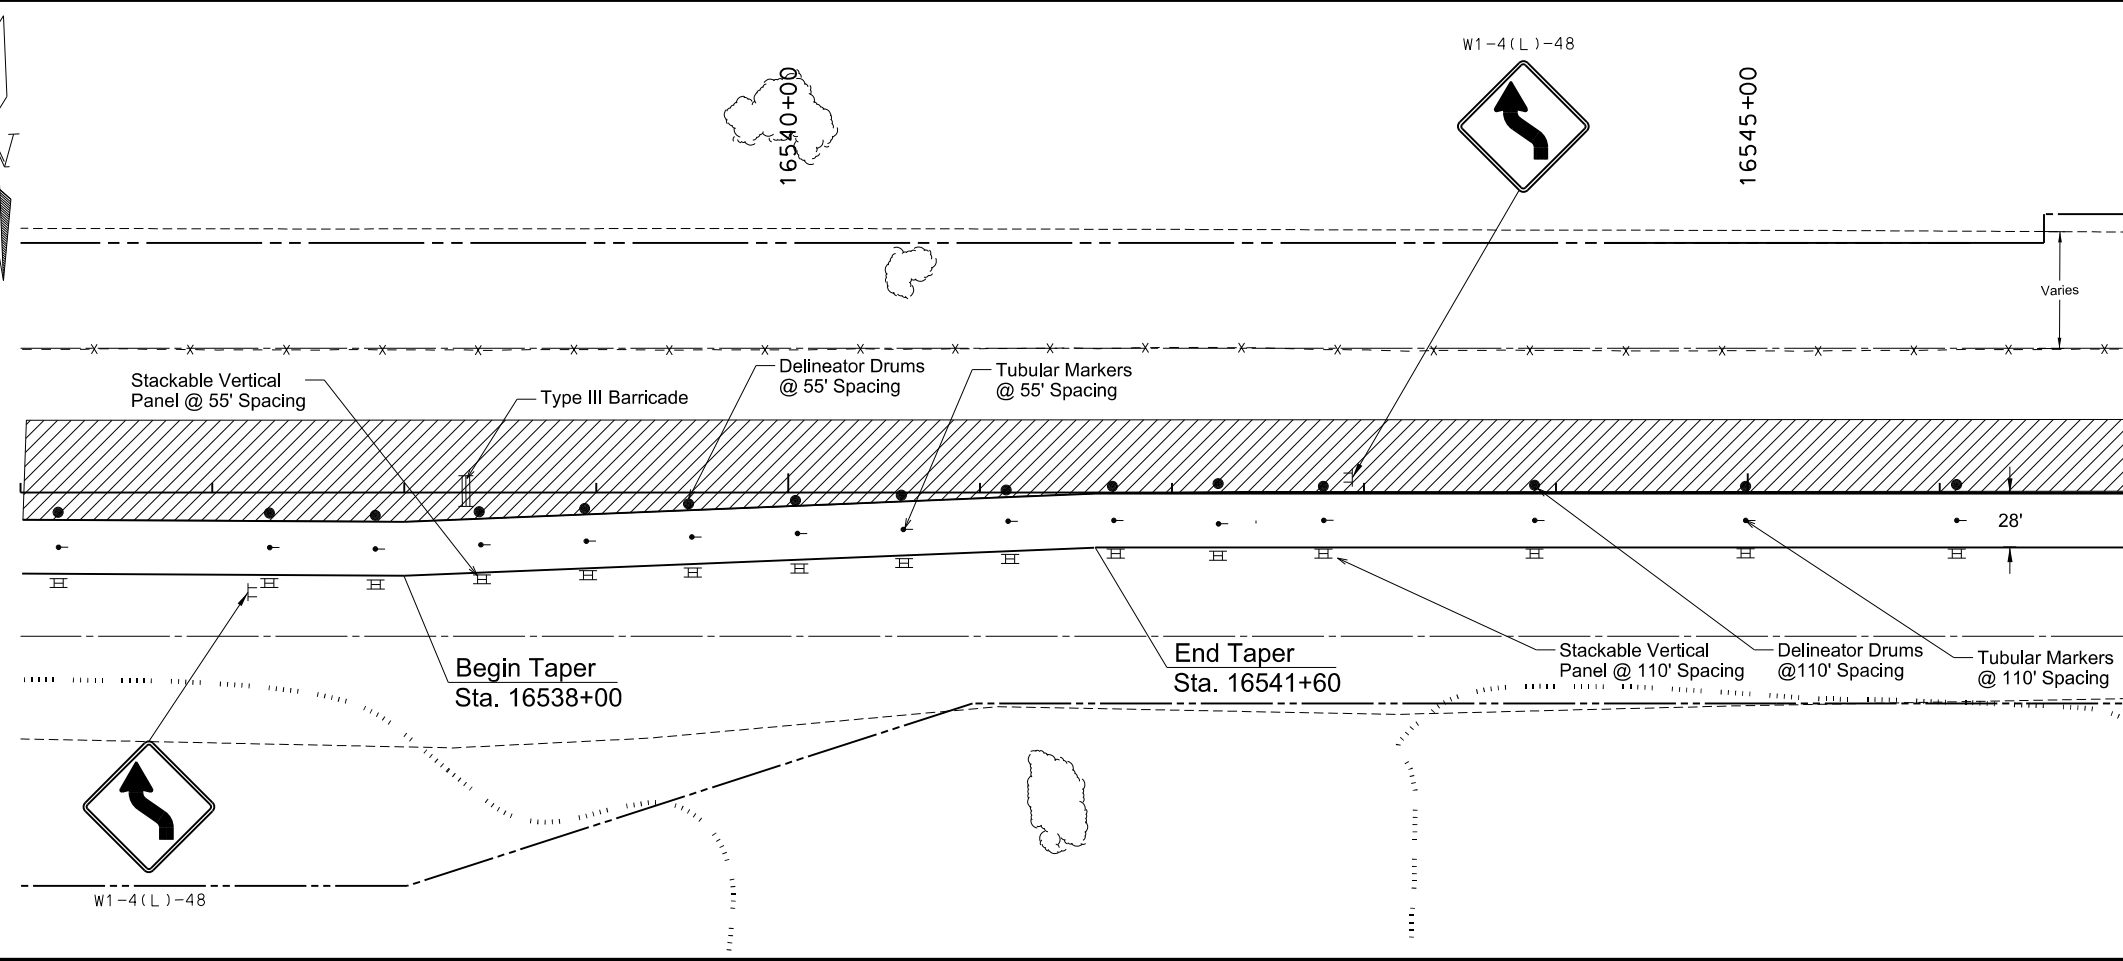 W1-4(L)-48
16540+00
16545+00
N
Varies
Stackable Vertical
Panel @ 55' Spacing
Type III Barricade
Delineator Drums
@ 55' Spacing
Tubular Markers
@ 55' Spacing
28'
Begin Taper
Sta. 16538+00
End Taper
Sta. 16541+60
Stackable Vertical
Panel @ 110' Spacing
Delineator Drums
@110' Spacing
Tubular Markers
@ 110' Spacing
W1-4(L)-48